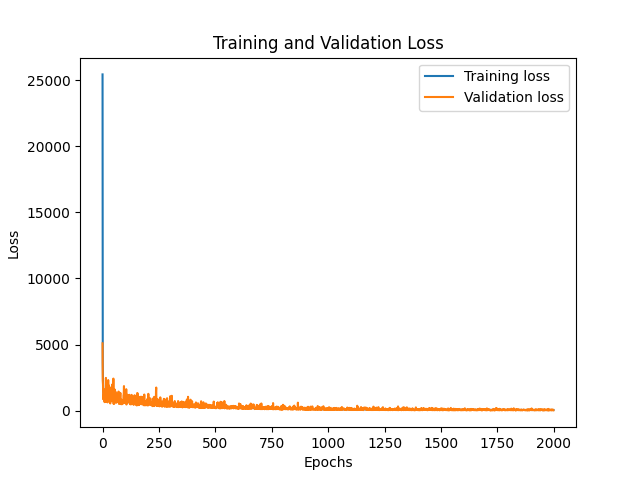 Training and Validation Loss
Training loss
Validation loss
25000
20000
15000
10000
5000
0
Loss
0 250 500 750 1000 1250 1500 1750 2000
Epochs